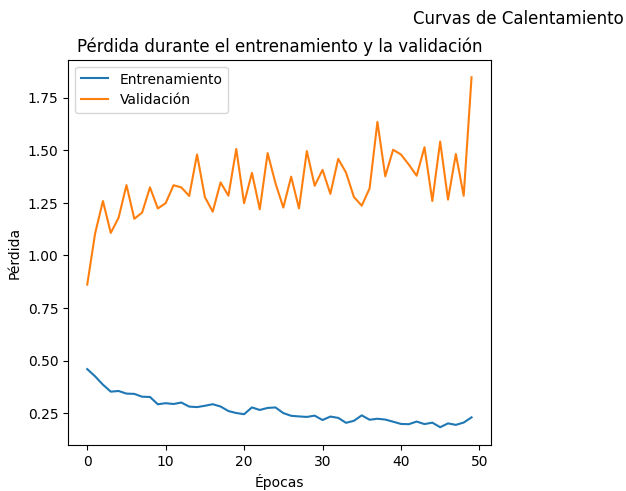 Curvas de Calentamiento
Pérdida durante el entrenamiento y la validación
Entrenamiento
Validación
1.75
1.50
1.25
1.00
0.75
0.50
0.25
Pérdida
0 10 20 30 40 50
Épocas